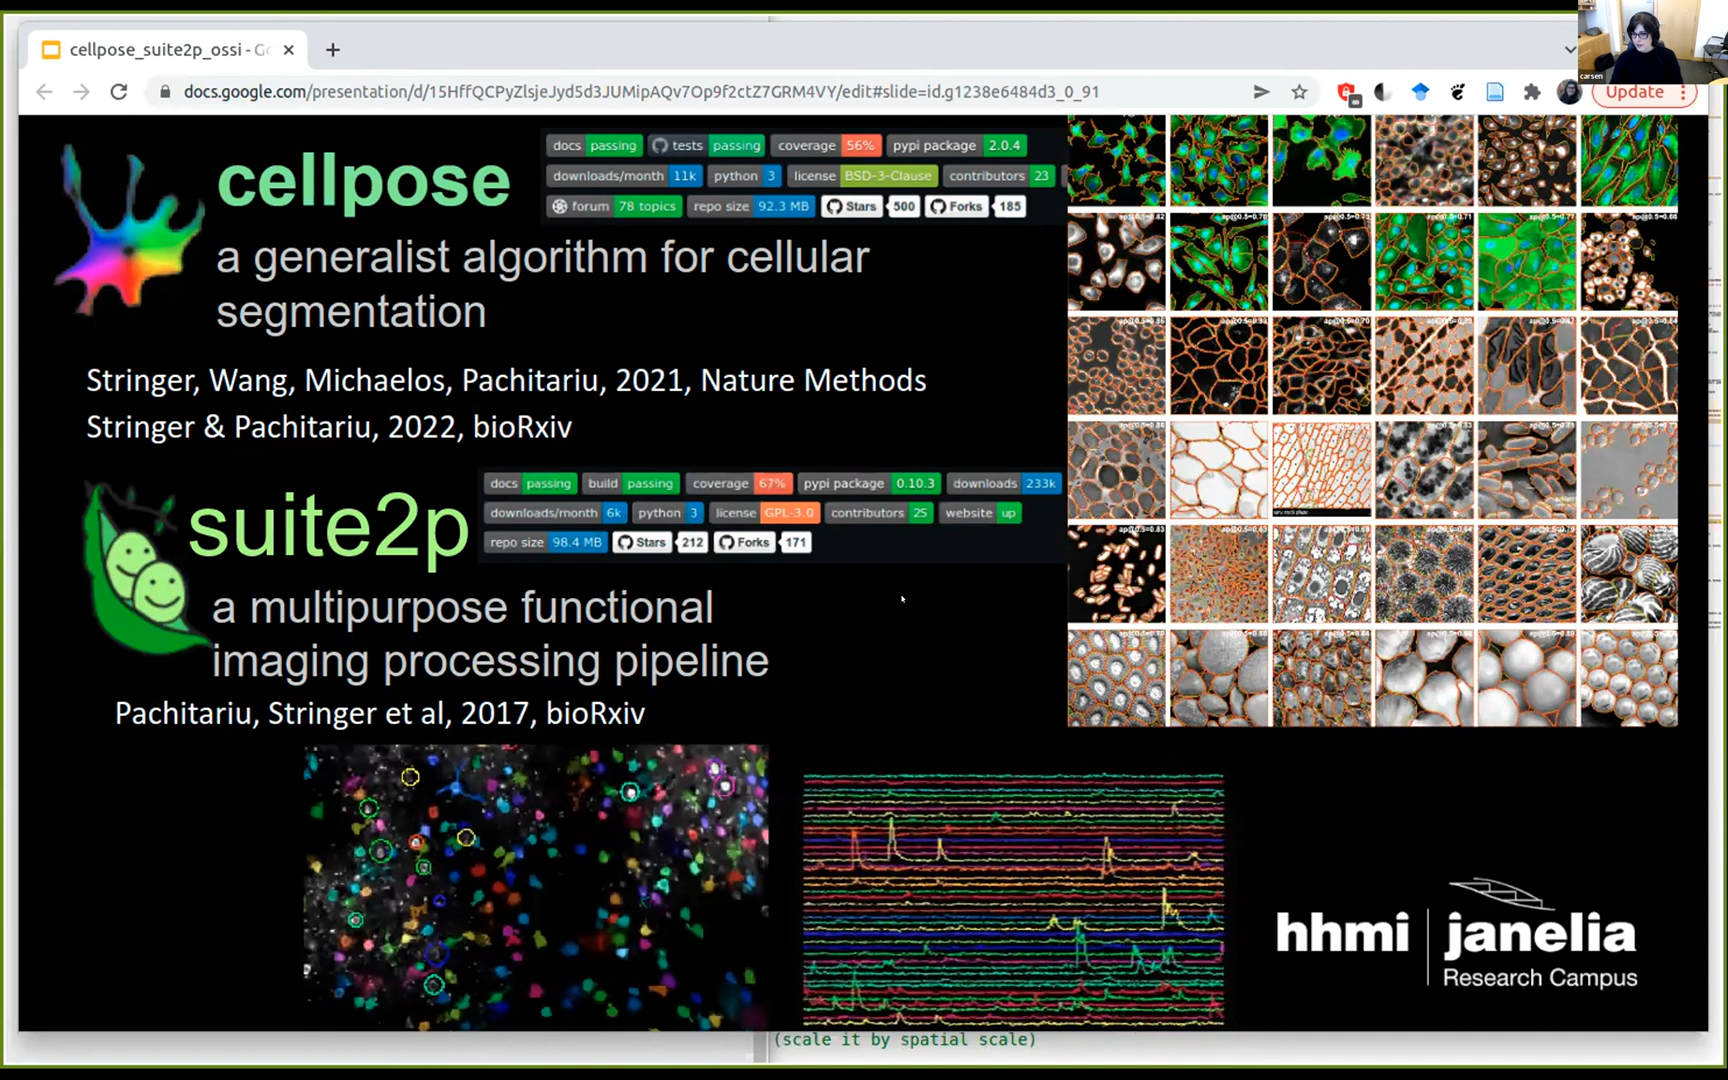 cellpose_suite2p_ossi - Go
docs.google.com/presentation/d/15HffQCPyZlsjeJyd5d3JUMipAQv7Op9f2ctZ7GRM4VY/edit#slide=id.g1238e6484d3_0_91
Update
carsen
cellpose
docs passing tests passing coverage 56% pypi package 2.0.4
downloads/month 11k python 3 license BSD-3-Clause contributors 23
forum 78 topics repo size 92.3 MB Stars 500 Forks 185
a generalist algorithm for cellular
segmentation
Stringer, Wang, Michaelos, Pachitariu, 2021, Nature Methods
Stringer & Pachitariu, 2022, bioRxiv
suite2p
docs passing build passing coverage 67% pypi package 0.10.3 downloads 233k
downloads/month 6k python 3 license GPL-3.0 contributors 25 website up
repo size 98.4 MB Stars 212 Forks 171
a multipurpose functional
imaging processing pipeline
Pachitariu, Stringer et al, 2017, bioRxiv
hhmi janelia
Research Campus
(scale it by spatial scale)